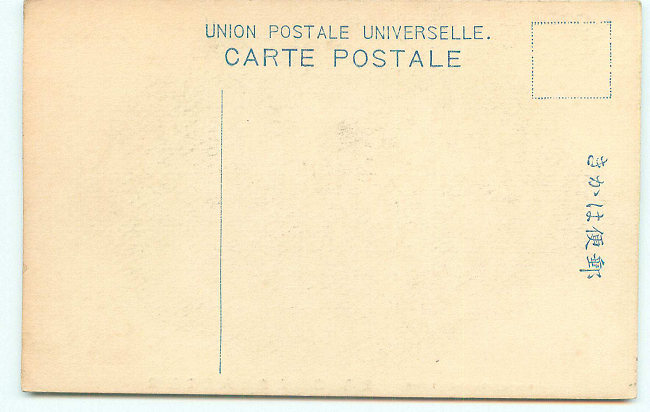 UNION POSTALE UNIVERSELLE.
CARTE POSTALE
郵便はかき